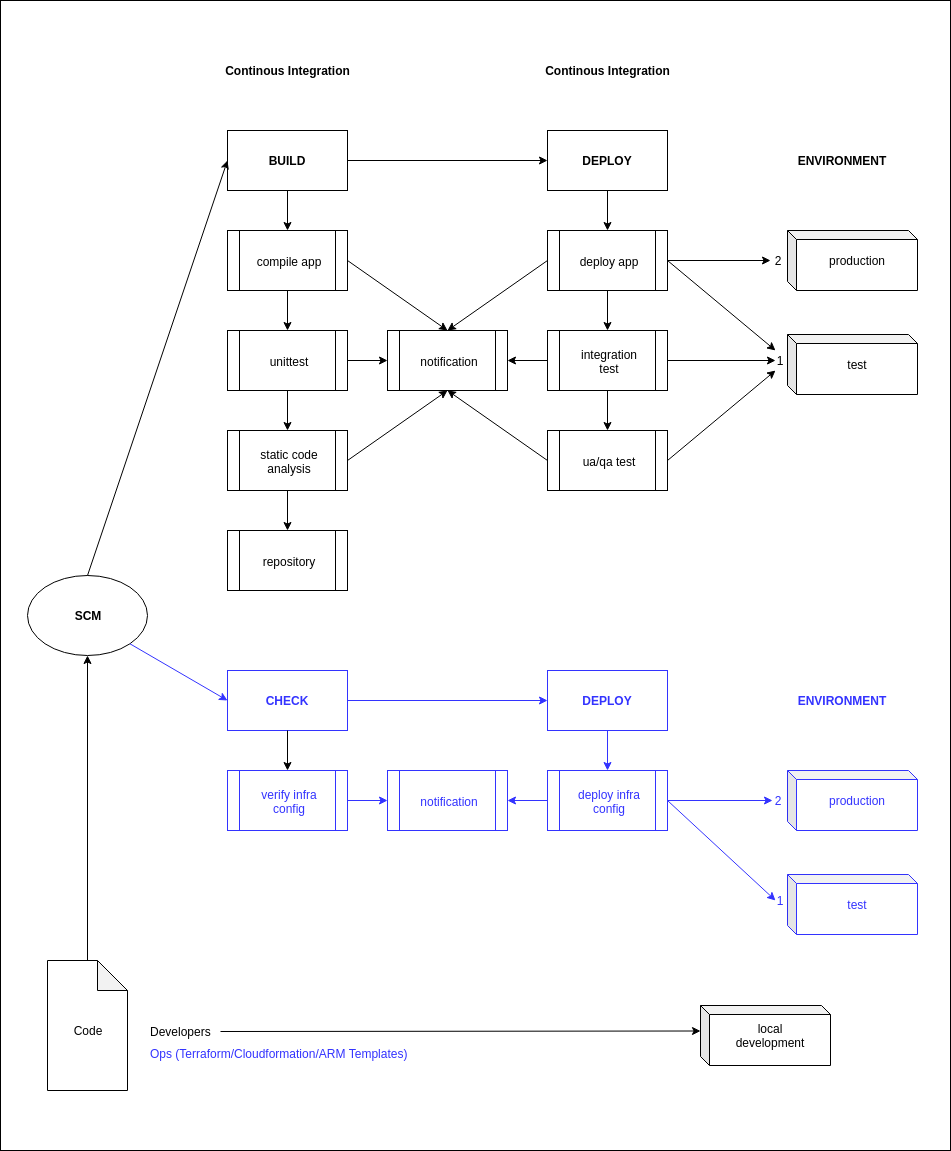 Continous Integration
Continous Integration
BUILD
DEPLOY
ENVIRONMENT
compile app
deploy app
2
production
unittest
notification
integration
test
1
test
static code
analysis
ua/qa test
repository
SCM
CHECK
DEPLOY
ENVIRONMENT
verify infra
config
notification
deploy infra
config
2
production
1
test
Code
Developers
local
development
Ops (Terraform/Cloudformation/ARM Templates)